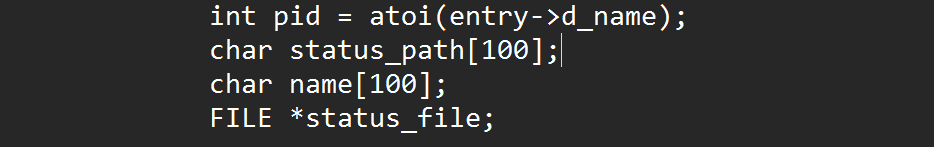 int pid = atoi(entry->d_name);
char status_path[100];
char name[100];
FILE *status_file;